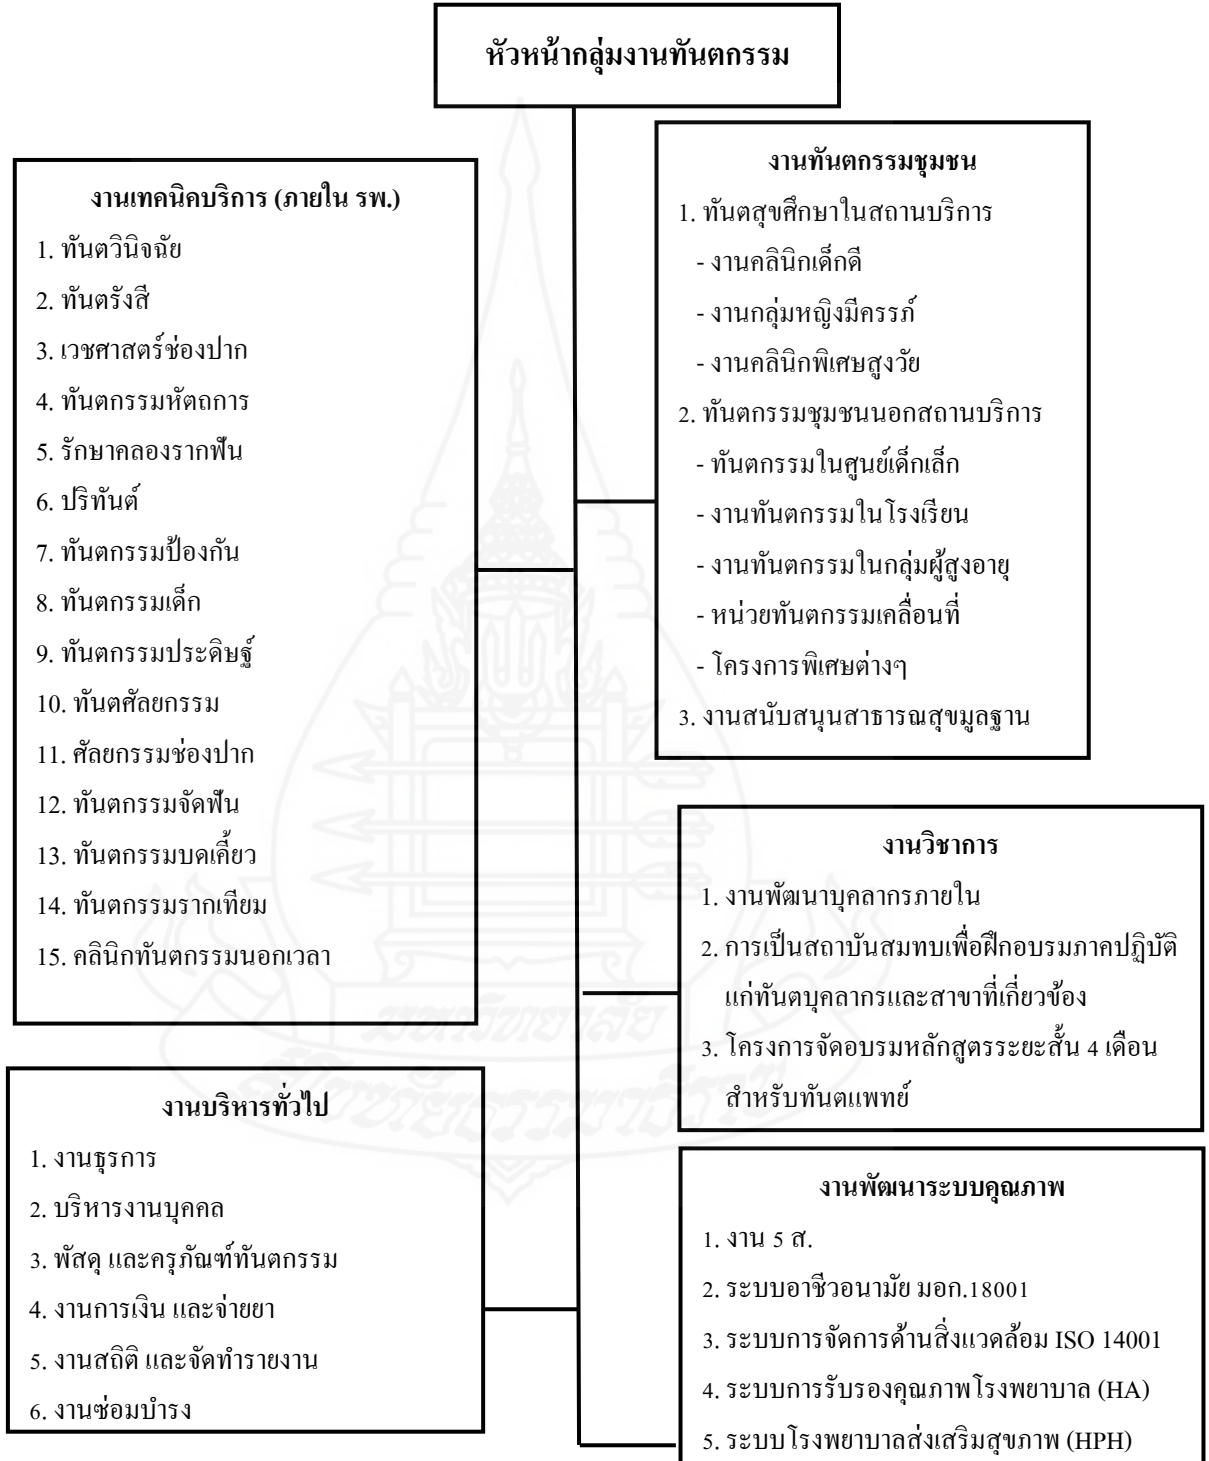 หัวหน้ากลุ่มงานทันตกรรม
งานเทคนิคบริการ (ภายใน รพ.)
1. ทันตวินิจฉัย
2. ทันตรังสี
3. เวชศาสตร์ช่องปาก
4. ทันตกรรมหัตถการ
5. รักษาคลองรากฟัน
6. ปริทันต์
7. ทันตกรรมป้องกัน
8. ทันตกรรมเด็ก
9. ทันตกรรมประดิษฐ์
10. ทันตศัลยกรรม
11. ศัลยกรรมช่องปาก
12. ทันตกรรมจัดฟัน
13. ทันตกรรมบดเคี้ยว
14. ทันตกรรมรากเทียม
15. คลินิกทันตกรรมนอกเวลา
งานทันตกรรมชุมชน
1. ทันตสุขศึกษาในสถานบริการ
- งานคลินิกเด็กดี
- งานกลุ่มหญิงมีครรภ์
- งานคลินิกพิเศษสูงวัย
2. ทันตกรรมชุมชนนอกสถานบริการ
- ทันตกรรมในศูนย์เด็กเล็ก
- งานทันตกรรมในโรงเรียน
- งานทันตกรรมในกลุ่มผู้สูงอายุ
- หน่วยทันตกรรมเคลื่อนที่
- โครงการพิเศษต่างๆ
3. งานสนับสนุนสาธารณสุขมูลฐาน
งานวิชาการ
1. งานพัฒนาบุคลากรภายใน
2. การเป็นสถาบันสมทบเพื่อฝึกอบรมภาคปฏิบัติ
แก่ทันตบุคลากรและสาขาที่เกี่ยวข้อง
3. โครงการจัดอบรมหลักสูตรระยะสั้น 4 เดือน
สำหรับทันตแพทย์
งานบริหารทั่วไป
1. งานธุรการ
2. บริหารงานบุคคล
3. พัสดุ และครุภัณฑ์ทันตกรรม
4. งานการเงิน และจ่ายยา
5. งานสถิติ และจัดทำรายงาน
6. งานซ่อมบำรุง
งานพัฒนาระบบคุณภาพ
1. งาน 5 ส.
2. ระบบอาชีวอนามัย มอก.18001
3. ระบบการจัดการด้านสิ่งแวดล้อม ISO 14001
4. ระบบการรับรองคุณภาพโรงพยาบาล (HA)
5. ระบบโรงพยาบาลส่งเสริมสุขภาพ (HPH)
มหาวิทยาลัย
สุโขทัยธรรมาธิราช